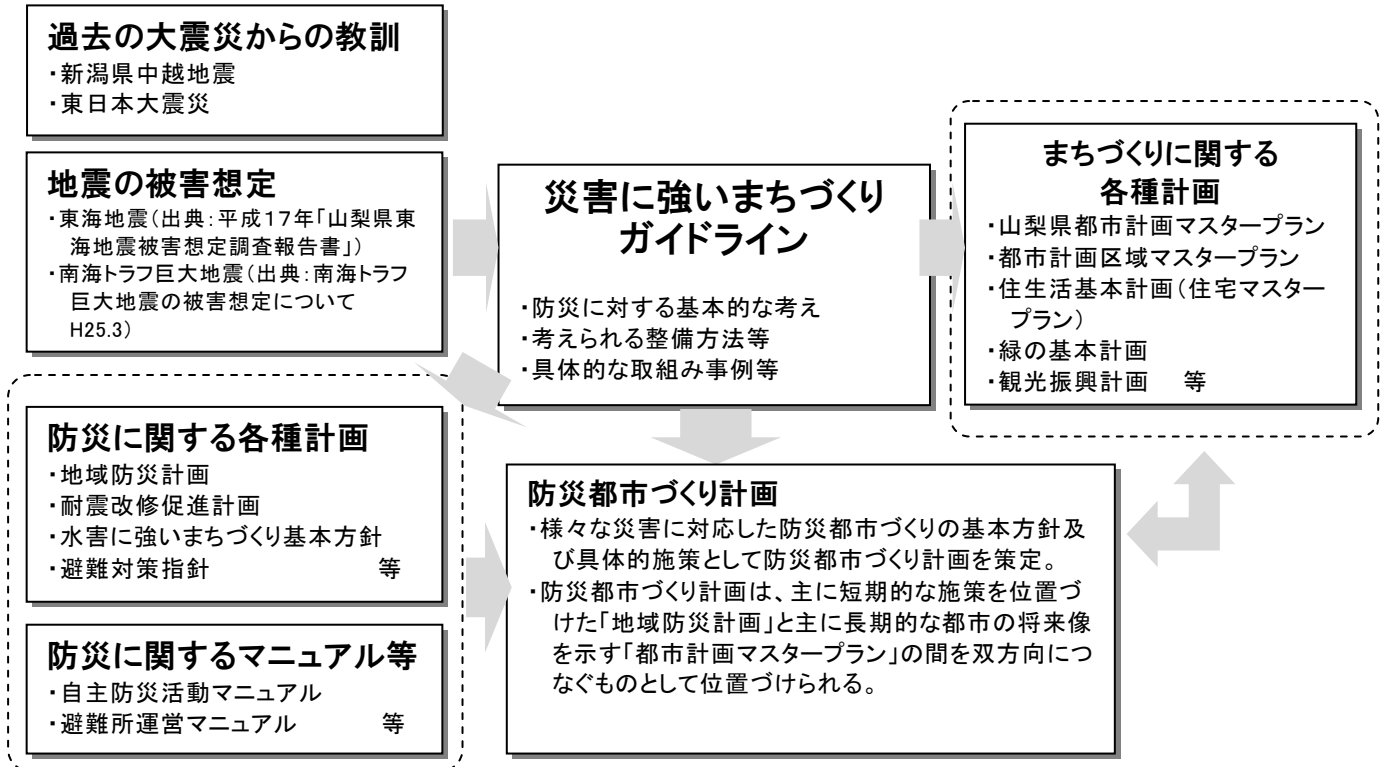 過去の大震災からの教訓
・新潟県中越地震
・東日本大震災
地震の被害想定
・東海地震（出典：平成１７年「山梨県東
海地震被害想定調査報告書」）
・南海トラフ巨大地震（出典：南海トラフ
巨大地震の被害想定について
H25.3）
防災に関する各種計画
・地域防災計画
・耐震改修促進計画
・水害に強いまちづくり基本方針
・避難対策指針 等
防災に関するマニュアル等
・自主防災活動マニュアル
・避難所運営マニュアル 等
災害に強いまちづくり
ガイドライン
・防災に対する基本的な考え
・考えられる整備方法等
・具体的な取組み事例等
まちづくりに関する
各種計画
・山梨県都市計画マスタープラン
・都市計画区域マスタープラン
・住生活基本計画（住宅マスター
プラン）
・緑の基本計画
・観光振興計画 等
防災都市づくり計画
・様々な災害に対応した防災都市づくりの基本方針及
び具体的施策として防災都市づくり計画を策定。
・防災都市づくり計画は、主に短期的な施策を位置づ
けた「地域防災計画」と主に長期的な都市の将来像
を示す「都市計画マスタープラン」の間を双方向につ
なぐものとして位置づけられる。